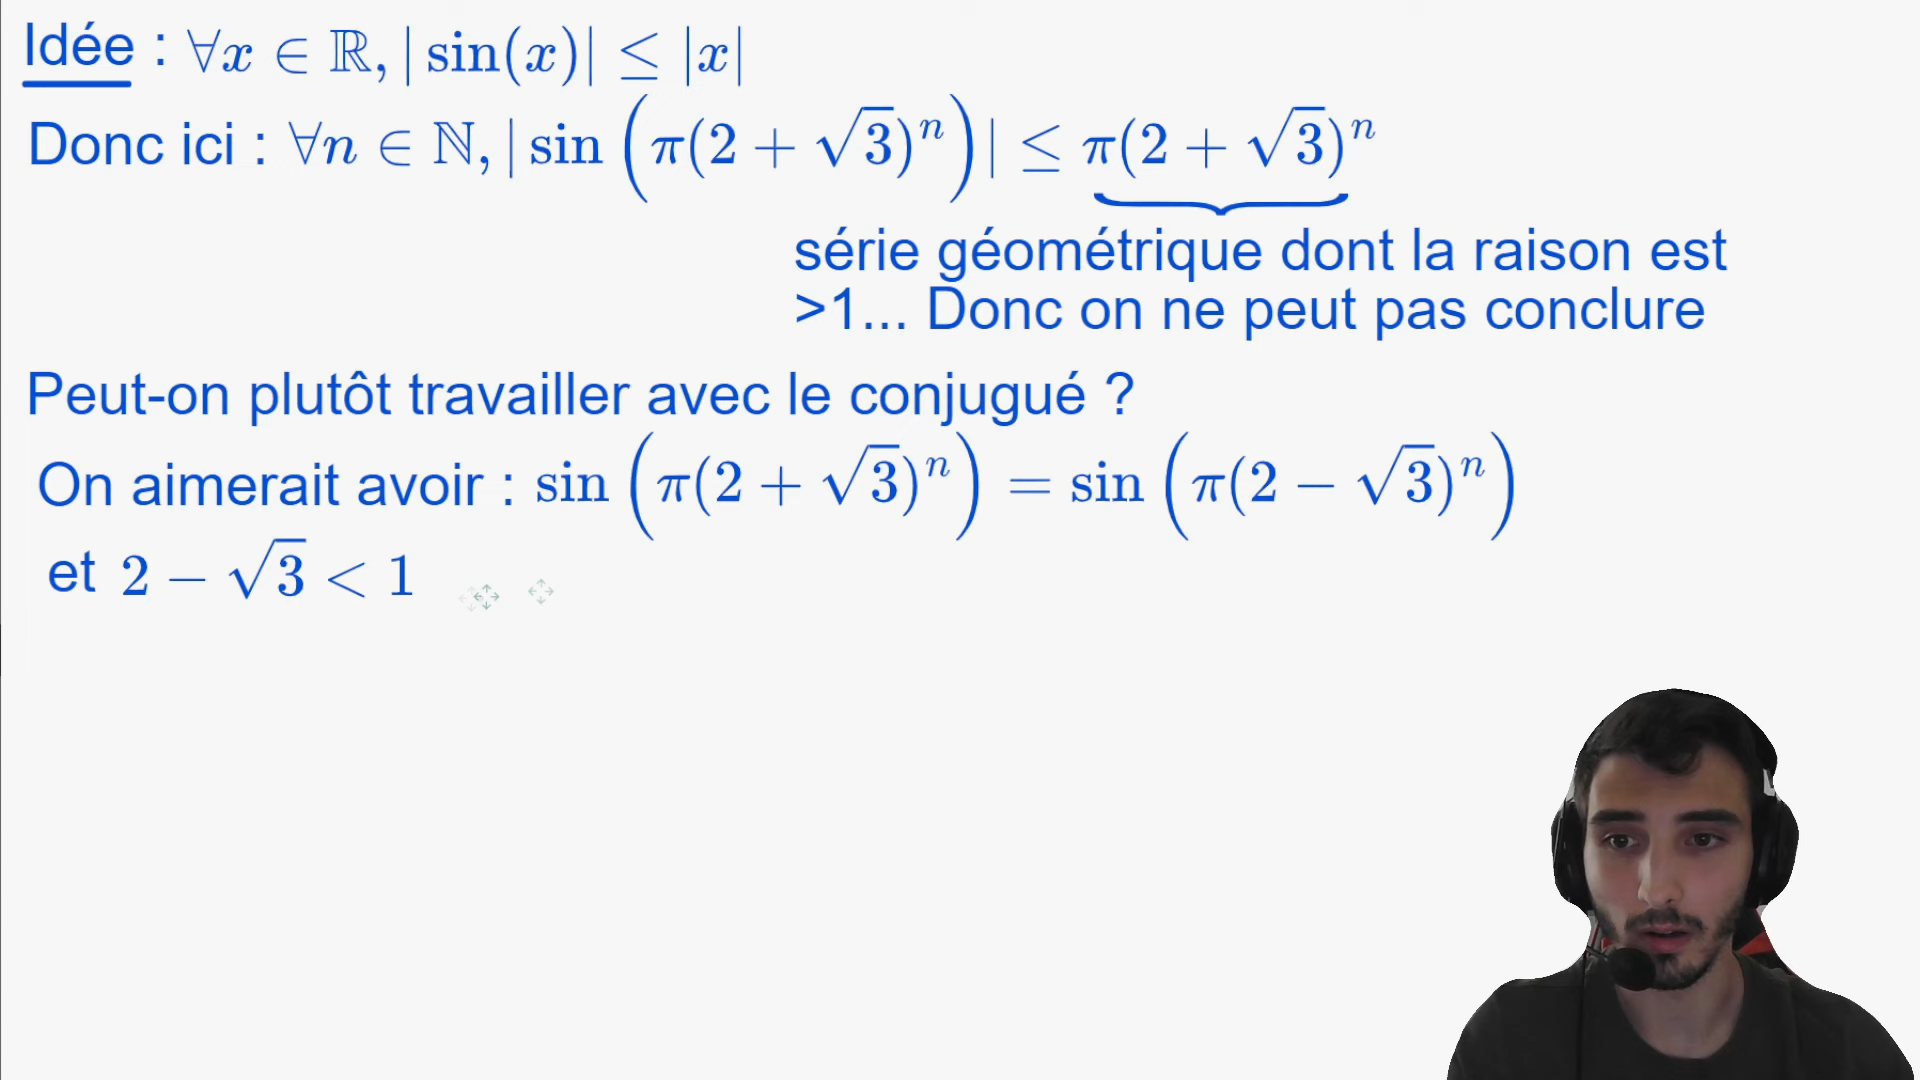 Idée : ∀x ∈ ℝ, |sin(x)| ≤ |x|
Donc ici : ∀n ∈ ℕ, |sin(π(2 + √3)ⁿ)| ≤ π(2 + √3)ⁿ
série géométrique dont la raison est
>1... Donc on ne peut pas conclure
Peut-on plutôt travailler avec le conjugué ?
On aimerait avoir : sin(π(2 + √3)ⁿ) = sin(π(2 − √3)ⁿ)
et 2 − √3 < 1